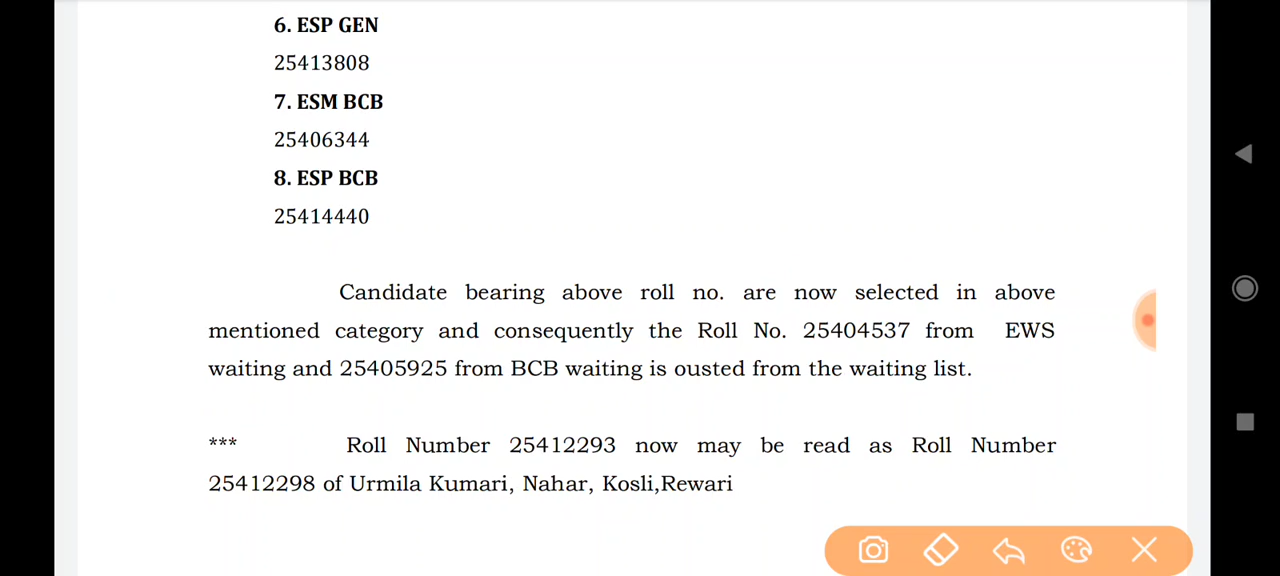 6. ESP GEN
25413808
7. ESM BCB
25406344
8. ESP BCB
25414440
Candidate bearing above roll no. are now selected in above
mentioned category and consequently the Roll No. 25404537 from EWS
waiting and 25405925 from BCB waiting is ousted from the waiting list.
*** Roll Number 25412293 now may be read as Roll Number
25412298 of Urmila Kumari, Nahar, Kosli,Rewari